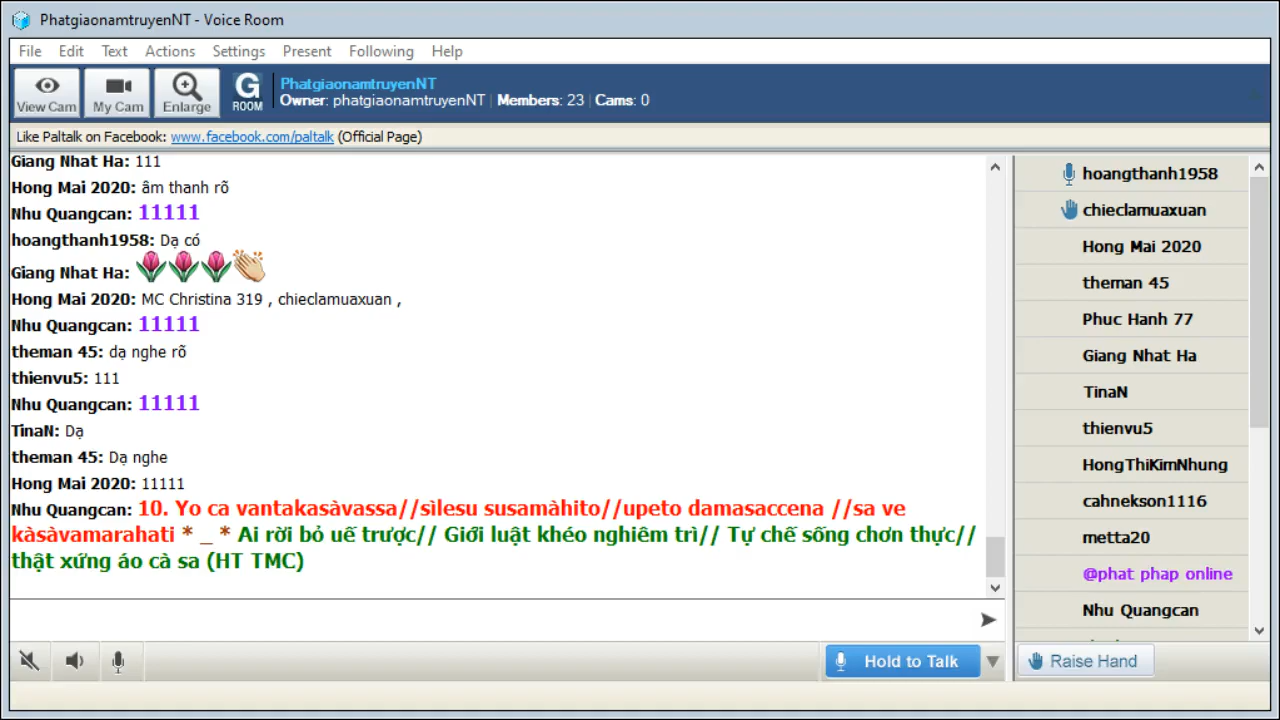 PhatgiaonamtruyenNT - Voice Room
File Edit Text Actions Settings Present Following Help
View Cam My Cam Enlarge G ROOM
PhatgiaonamtruyenNT
Owner: phatgiaonamtruyenNT | Members: 23 | Cams: 0
Like Paltalk on Facebook: www.facebook.com/paltalk (Official Page)
Giang Nhat Ha: 111
Hong Mai 2020: âm thanh rõ
Nhu Quangcan: 11111
hoangthanh1958: Dạ có
Giang Nhat Ha:
Hong Mai 2020: MC Christina 319 , chieclamuaxuan ,
Nhu Quangcan: 11111
theman 45: dạ nghe rõ
thienvu5: 111
Nhu Quangcan: 11111
TinaN: Dạ
theman 45: Dạ nghe
Hong Mai 2020: 11111
Nhu Quangcan: 10. Yo ca vantakasàvassa//sìlesu susamàhito//upeto damasaccena //sa ve
kàsàvamarahati * _ * Ai rời bỏ uế trược// Giới luật khéo nghiêm trì// Tự chế sống chơn thực//
thật xứng áo cà sa (HT TMC)
hoangthanh1958
chieclamuaxuan
Hong Mai 2020
theman 45
Phuc Hanh 77
Giang Nhat Ha
TinaN
thienvu5
HongThiKimNhung
cahnekson1116
metta20
@phat phap online
Nhu Quangcan
Hold to Talk
Raise Hand